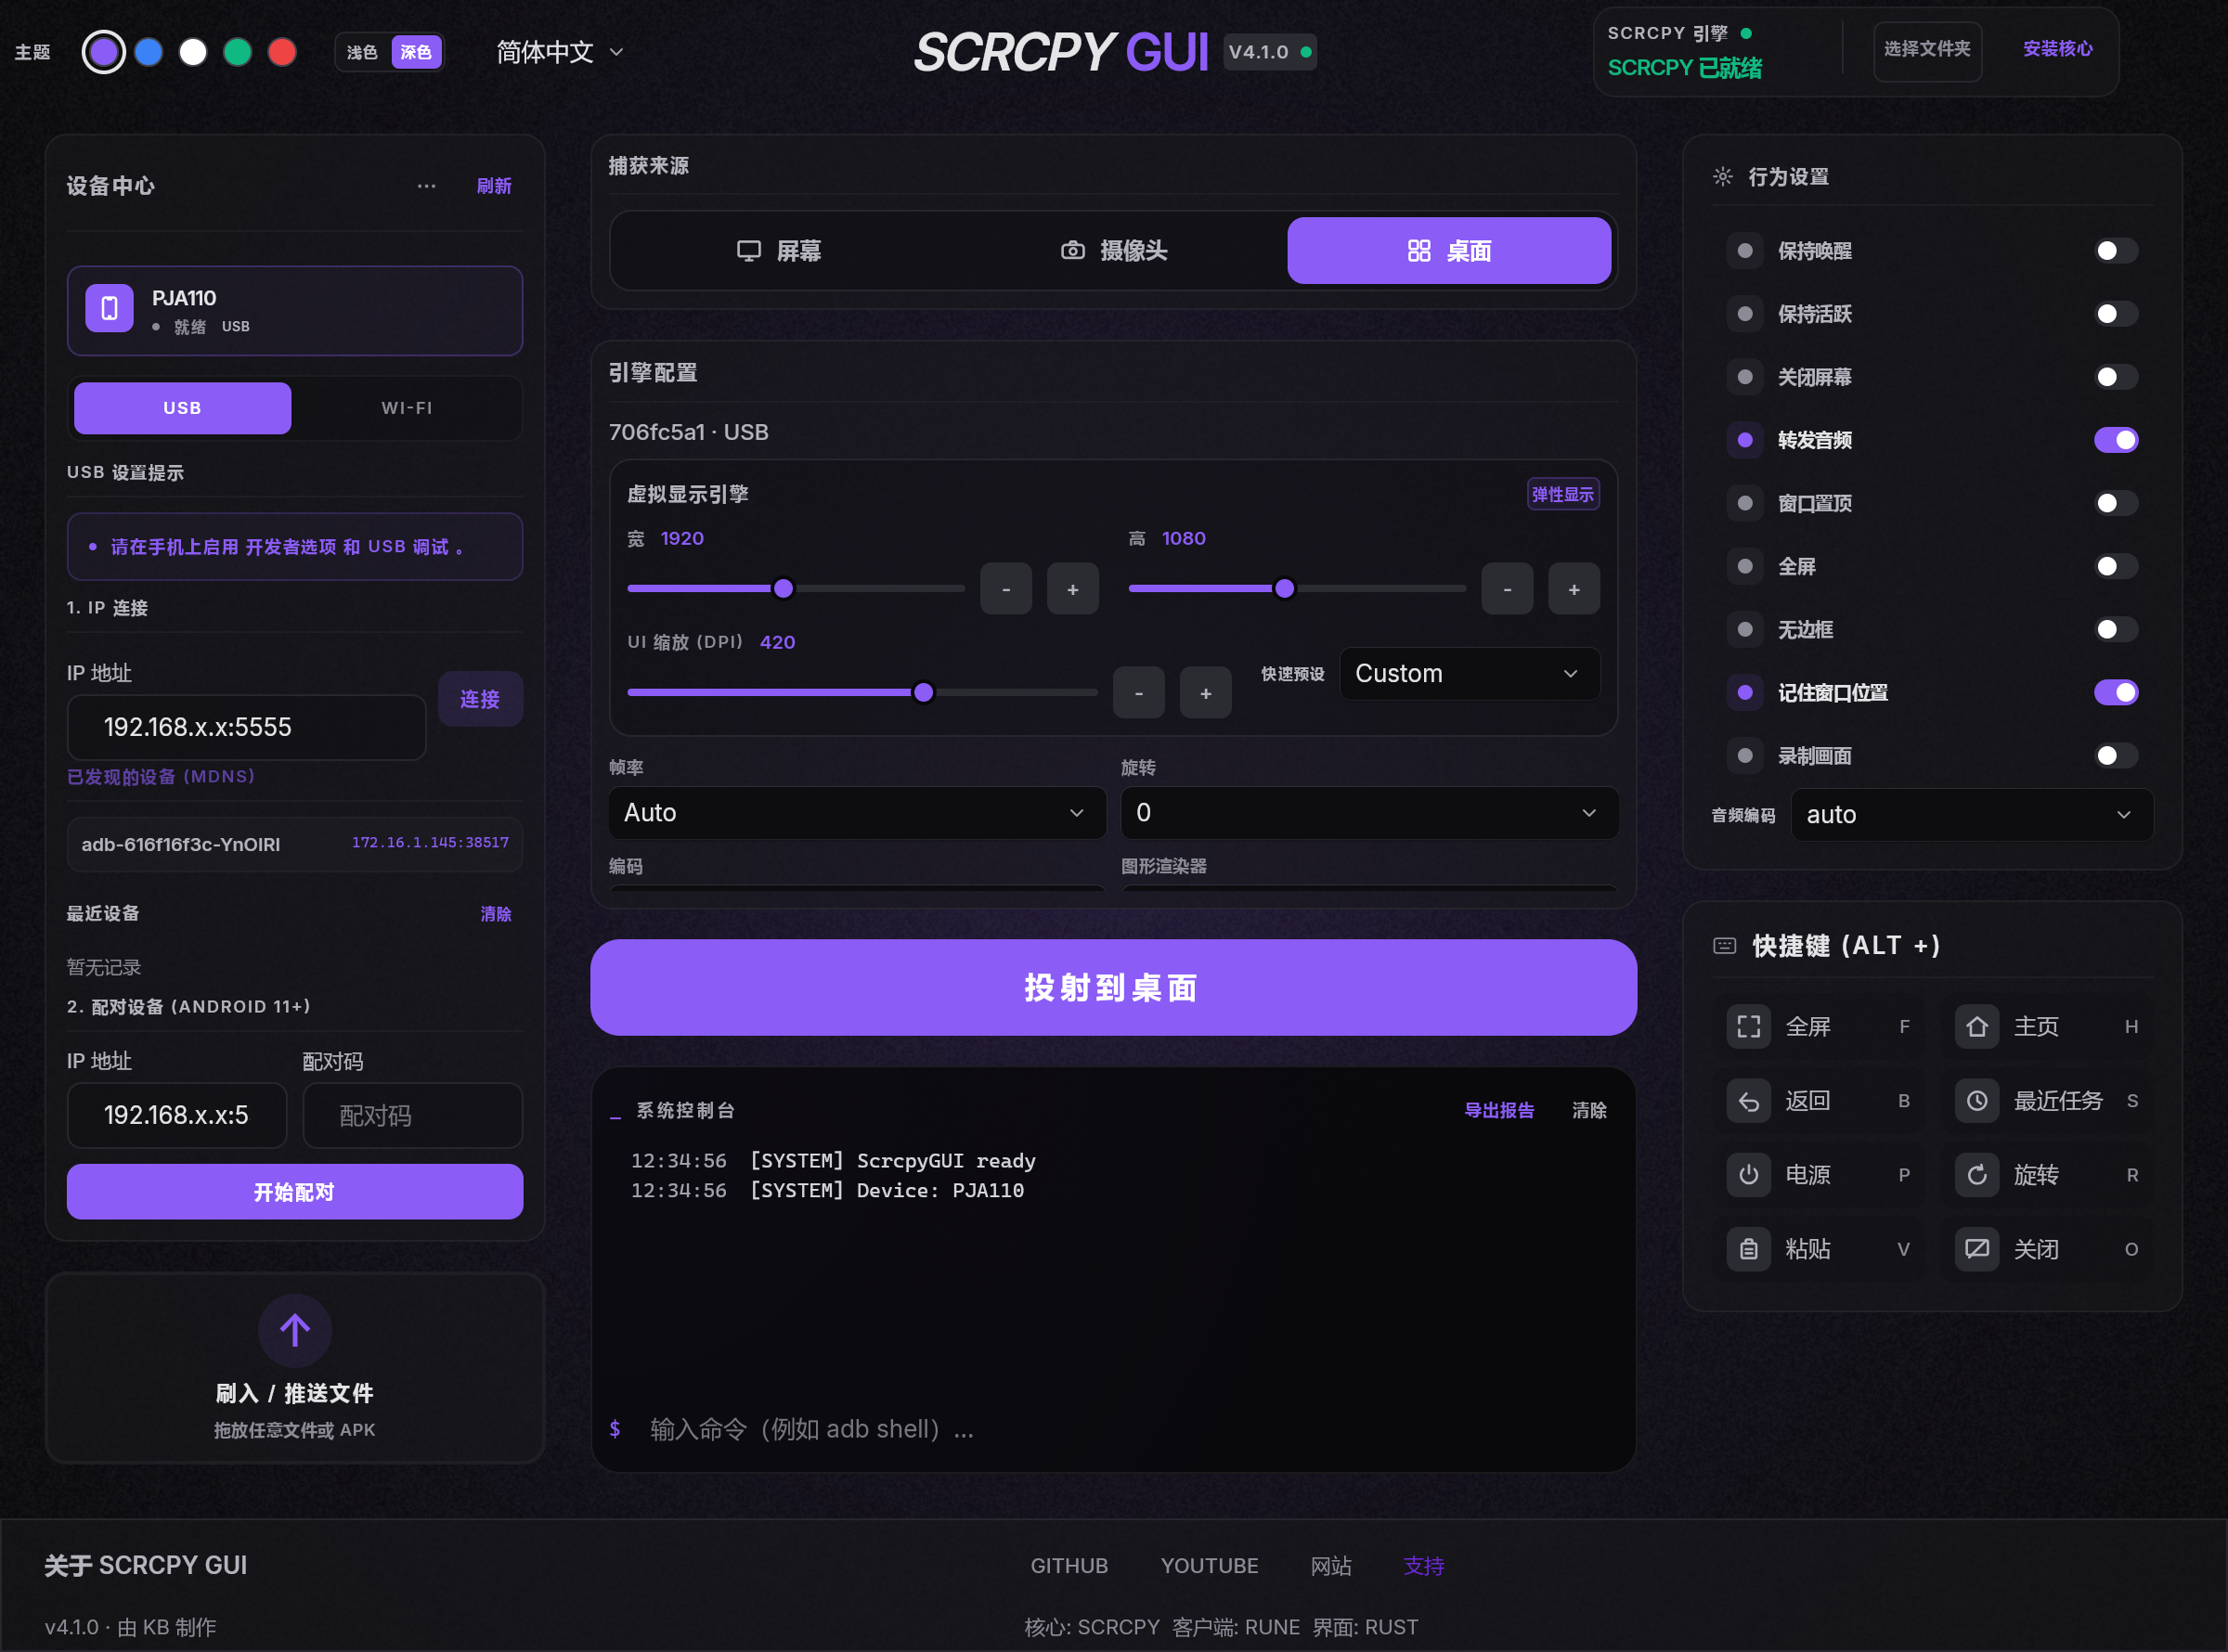 主题
浅色 深色
简体中文
SCRCPY GUI V4.1.0
SCRCPY 引擎
SCRCPY 已就绪
选择文件夹
安装核心
设备中心
···
刷新
PJA110
就绪 USB
USB WI-FI
USB 设置提示
请在手机上启用 开发者选项 和 USB 调试 。
1. IP 连接
IP 地址
192.168.x.x:5555
连接
已发现的设备 (MDNS)
adb-616f16f3c-YnOIRI 172.16.1.145:38517
最近设备 清除
暂无记录
2. 配对设备 (ANDROID 11+)
IP 地址 配对码
192.168.x.x:5 配对码
开始配对
刷入 / 推送文件
拖放任意文件或 APK
捕获来源
屏幕 摄像头 桌面
引擎配置
706fc5a1 · USB
虚拟显示引擎 弹性显示
宽 1920 高 1080
- + - +
UI 缩放 (DPI) 420
- +
快速预设 Custom
帧率 旋转
Auto 0
编码 图形渲染器
投射到桌面
_ 系统控制台 导出报告 清除
12:34:56 [SYSTEM] ScrcpyGUI ready
12:34:56 [SYSTEM] Device: PJA110
$ 输入命令（例如 adb shell）...
行为设置
保持唤醒
保持活跃
关闭屏幕
转发音频
窗口置顶
全屏
无边框
记住窗口位置
录制画面
音频编码 auto
快捷键 (ALT +)
全屏 F 主页 H
返回 B 最近任务 S
电源 P 旋转 R
粘贴 V 关闭 O
关于 SCRCPY GUI
GITHUB YOUTUBE 网站 支持
v4.1.0 · 由 KB 制作
核心: SCRCPY 客户端: RUNE 界面: RUST